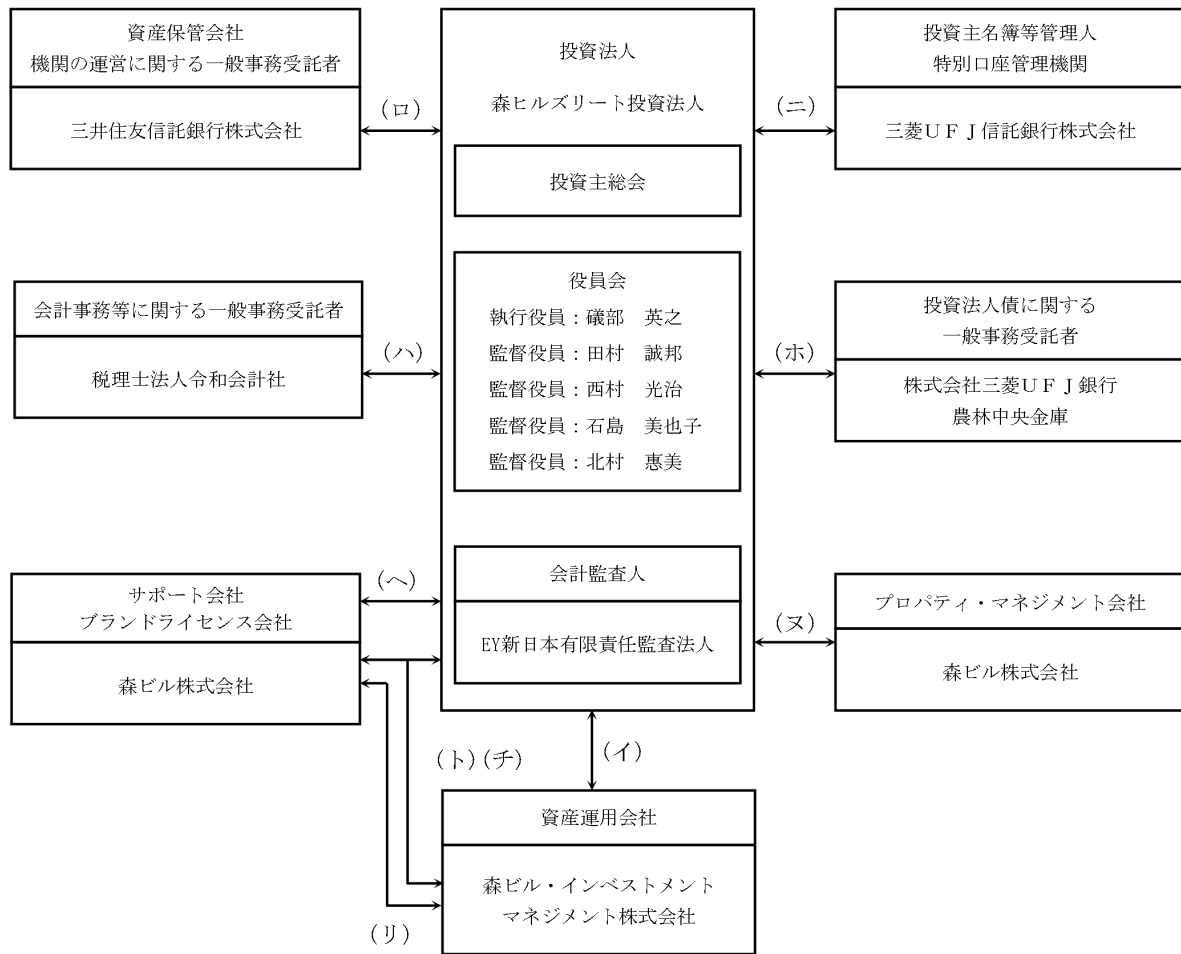 資産保管会社
機関の運営に関する一般事務受託者
三井住友信託銀行株式会社
(ロ)
投資法人
森ヒルズリート投資法人
投資主総会
(ニ)
投資主名簿等管理人
特別口座管理機関
三菱ＵＦＪ信託銀行株式会社
会計事務等に関する一般事務受託者
税理士法人令和会計社
(ハ)
役員会
執行役員：礒部　英之
監督役員：田村　誠邦
監督役員：西村　光治
監督役員：石島　美也子
監督役員：北村　惠美
(ホ)
投資法人債に関する
一般事務受託者
株式会社三菱ＵＦＪ銀行
農林中央金庫
サポート会社
ブランドライセンス会社
森ビル株式会社
(ヘ)
会計監査人
EY新日本有限責任監査法人
(ヌ)
プロパティ・マネジメント会社
森ビル株式会社
(ト)(チ)
(イ)
資産運用会社
森ビル・インベストメント
マネジメント株式会社
(リ)